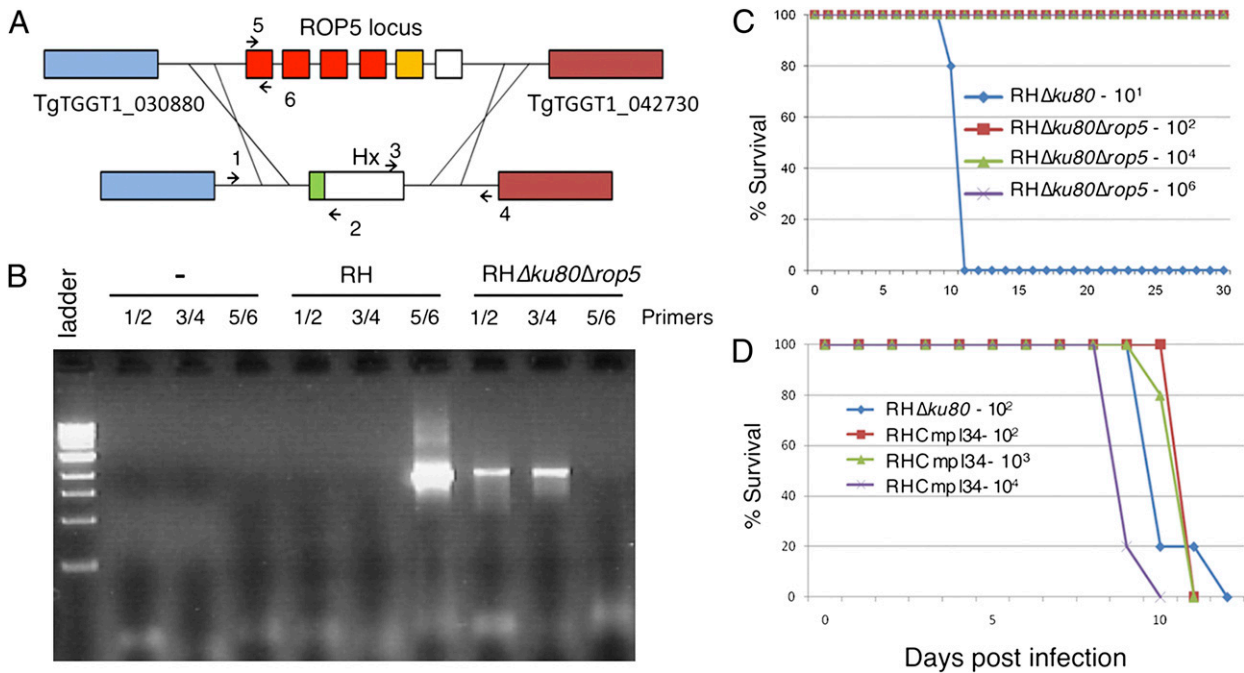 A
5
ROP5 locus
6
TgTGGT1_030880
TgTGGT1_042730
1
Hx
3
2
4
B
ladder
-
RH
RHΔku80Δrop5
1/2 3/4 5/6 1/2 3/4 5/6 1/2 3/4 5/6 Primers
C
% Survival
100
80
60
40
20
0
0 5 10 15 20 25 30
RHΔku80 - 10¹
RHΔku80Δrop5 - 10²
RHΔku80Δrop5 - 10⁴
RHΔku80Δrop5 - 10⁶
D
% Survival
100
80
60
40
20
0
0 5 10
RHΔku80 - 10²
RHCmpl34- 10²
RHCmpl34- 10³
RHCmpl34- 10⁴
Days post infection